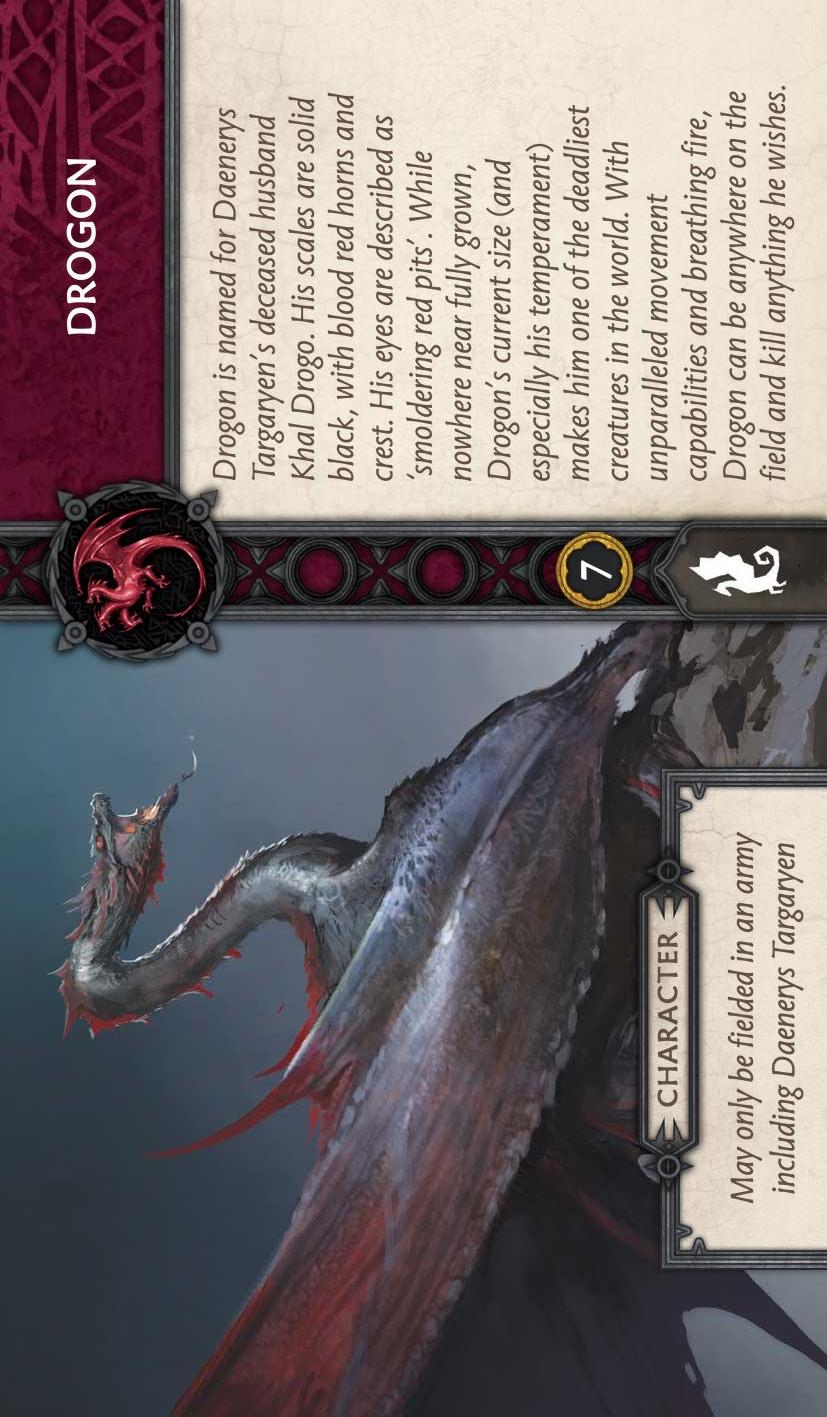 DROGON
Drogon is named for Daenerys
Targaryen's deceased husband
Khal Drogo. His scales are solid
black, with blood red horns and
crest. His eyes are described as
‘smoldering red pits’. While
nowhere near fully grown,
Drogon's current size (and
especially his temperament)
makes him one of the deadliest
creatures in the world. With
unparalleled movement
capabilities and breathing fire,
Drogon can be anywhere on the
field and kill anything he wishes.
7
CHARACTER
May only be fielded in an army
including Daenerys Targaryen